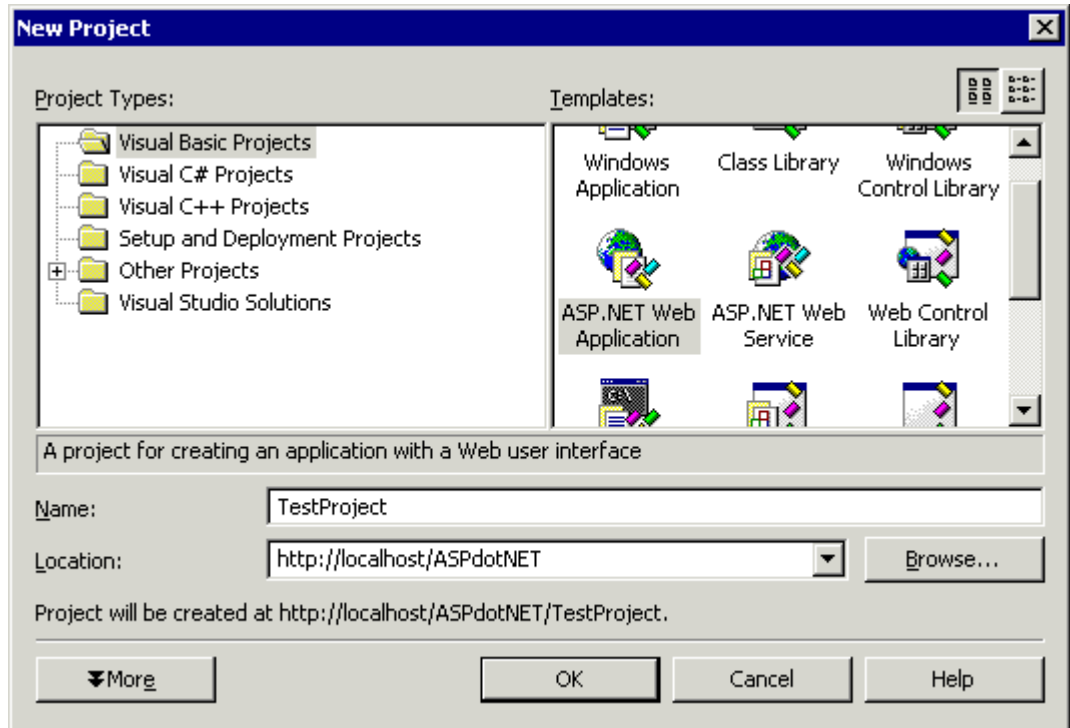 New Project
Project Types:
Templates:
Visual Basic Projects
Visual C# Projects
Visual C++ Projects
Setup and Deployment Projects
Other Projects
Visual Studio Solutions
Windows Application
Class Library
Windows Control Library
ASP.NET Web Application
ASP.NET Web Service
Web Control Library
A project for creating an application with a Web user interface
Name:
TestProject
Location:
http://localhost/ASPdotNET
Browse...
Project will be created at http://localhost/ASPdotNET/TestProject.
More
OK
Cancel
Help